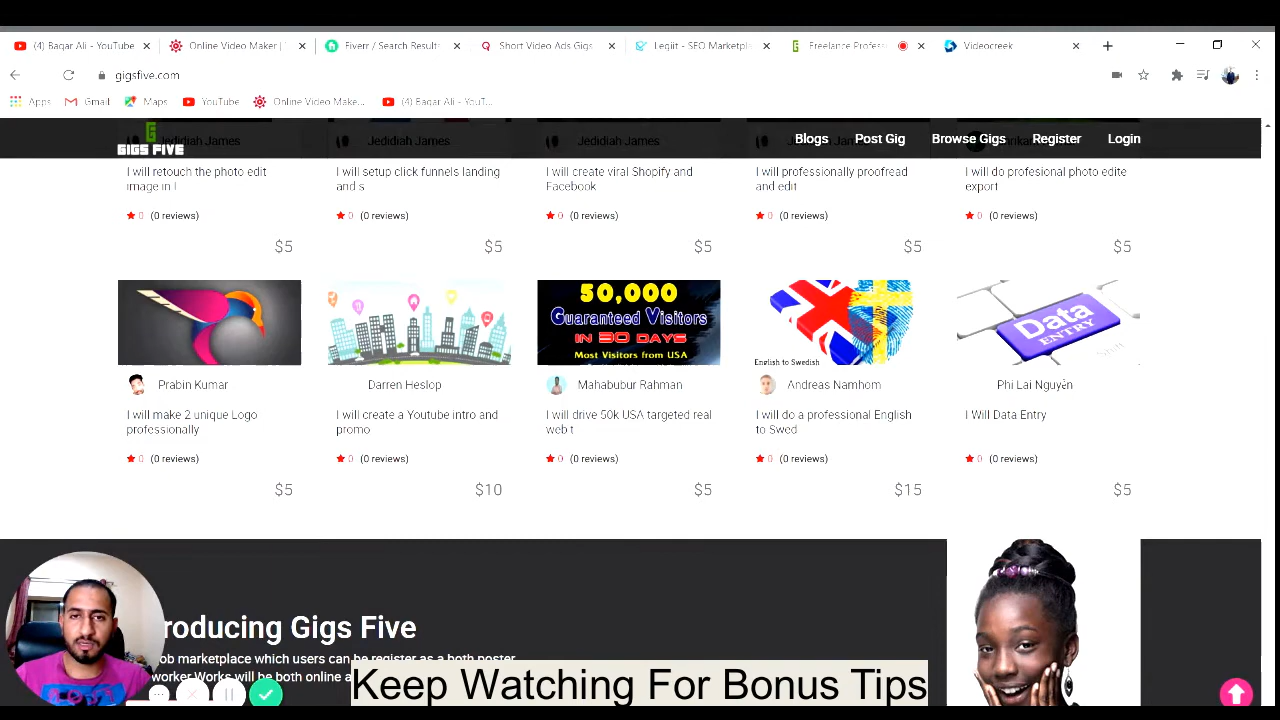 (4) Baqar Ali - YouTube
Online Video Maker |
Fiverr / Search Results
Short Video Ads Gigs
Legiit - SEO Marketpl
Freelance Profess
Videocreek
gigsfive.com
Apps
Gmail
Maps
YouTube
Online Video Make...
(4) Baqar Ali - YouT...
GIGS FIVE
Blogs
Post Gig
Browse Gigs
Register
Login
Jedidiah James
Jedidiah James
Jedidiah James
I will retouch the photo edit
image in l
I will setup click funnels landing
and s
I will create viral Shopify and
Facebook
I will professionally proofread
and edit
I will do profesional photo edite
export
0 (0 reviews)
0 (0 reviews)
0 (0 reviews)
0 (0 reviews)
0 (0 reviews)
$5
$5
$5
$5
$5
50,000
Guaranteed Visitors
IN 30 DAYS
Most Visitors from USA
English to Swedish
Data
ENTRY
Prabin Kumar
Darren Heslop
Mahabubur Rahman
Andreas Namhom
Phi Lai Nguyên
I will make 2 unique Logo
professionally
I will create a Youtube intro and
promo
I will drive 50k USA targeted real
web t
I will do a professional English
to Swed
I Will Data Entry
0 (0 reviews)
0 (0 reviews)
0 (0 reviews)
0 (0 reviews)
0 (0 reviews)
$5
$10
$5
$15
$5
roducing Gigs Five
ob marketplace which users can be register as a both poster
worker Works will be both online a
Keep Watching For Bonus Tips